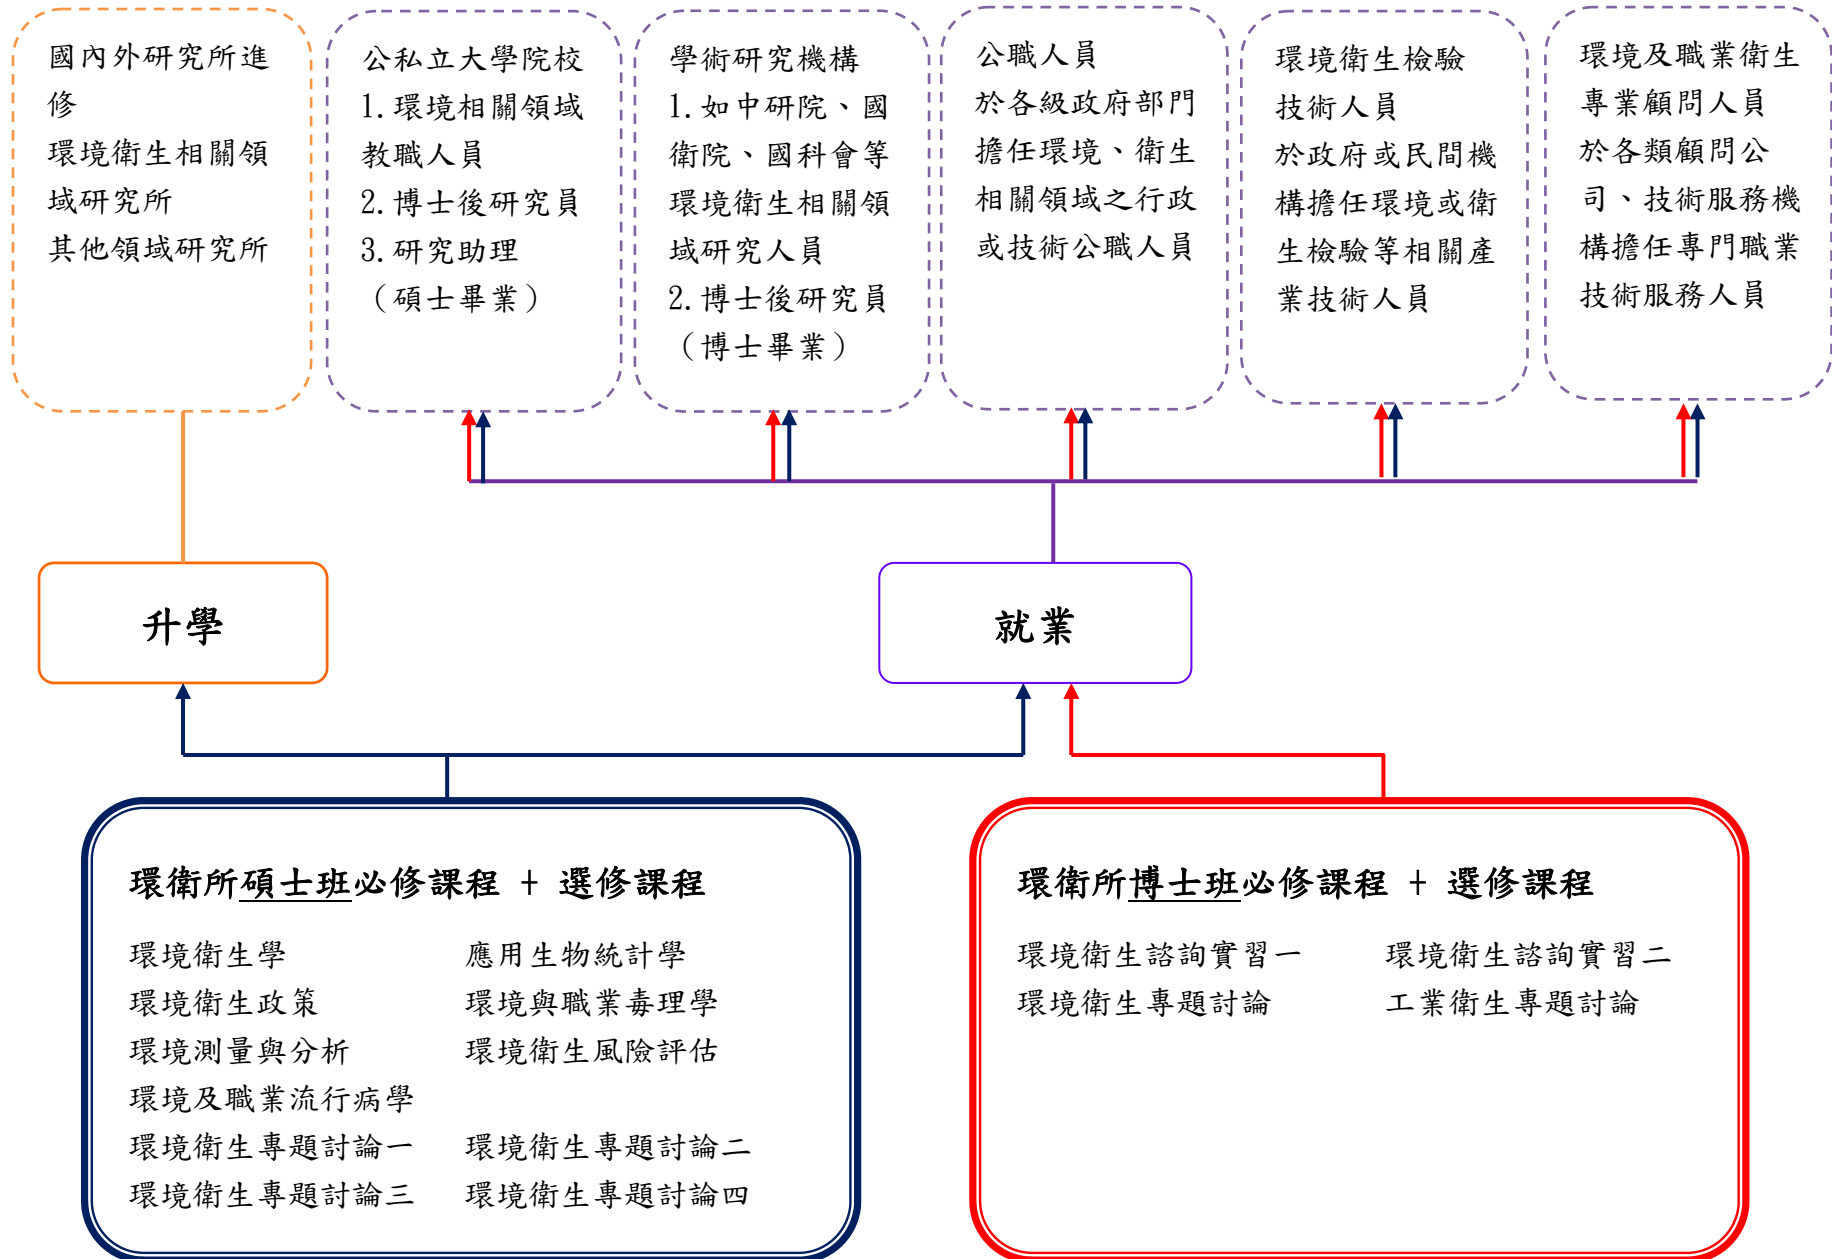 國內外研究所進
修
環境衛生相關領
域研究所
其他領域研究所
公私立大學院校
1.環境相關領域
教職人員
2.博士後研究員
3.研究助理
（碩士畢業）
學術研究機構
1.如中研院、國
衛院、國科會等
環境衛生相關領
域研究人員
2.博士後研究員
（博士畢業）
公職人員
於各級政府部門
擔任環境、衛生
相關領域之行政
或技術公職人員
環境衛生檢驗
技術人員
於政府或民間機
構擔任環境或衛
生檢驗等相關產
業技術人員
環境及職業衛生
專業顧問人員
於各類顧問公
司、技術服務機
構擔任專門職業
技術服務人員
升學
就業
環衛所碩士班必修課程 + 選修課程
環境衛生學 應用生物統計學
環境衛生政策 環境與職業毒理學
環境測量與分析 環境衛生風險評估
環境及職業流行病學
環境衛生專題討論一 環境衛生專題討論二
環境衛生專題討論三 環境衛生專題討論四
環衛所博士班必修課程 + 選修課程
環境衛生諮詢實習一 環境衛生諮詢實習二
環境衛生專題討論 工業衛生專題討論